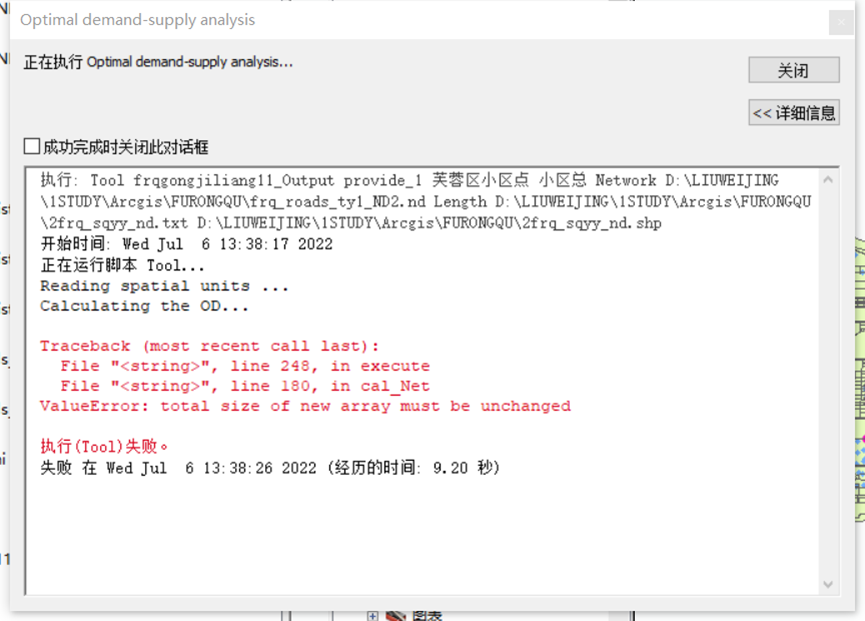 Optimal demand-supply analysis
正在执行 Optimal demand-supply analysis...
关闭
<< 详细信息
成功完成时关闭此对话框
执行: Tool frqgongjiliang11_Output provide_1 芙蓉区小区点 小区总 Network D:\LIUWEIJING
\1STUDY\Arcgis\FURONGQU\frq_roads_ty1_ND2.nd Length D:\LIUWEIJING\1STUDY\Arcgis\FURONGQU
\2frq_sqyy_nd.txt D:\LIUWEIJING\1STUDY\Arcgis\FURONGQU\2frq_sqyy_nd.shp
开始时间: Wed Jul  6 13:38:17 2022
正在运行脚本 Tool...
Reading spatial units ...
Calculating the OD...
Traceback (most recent call last):
  File "<string>", line 248, in execute
  File "<string>", line 180, in cal_Net
ValueError: total size of new array must be unchanged
执行(Tool)失败。
失败 在 Wed Jul  6 13:38:26 2022 (经历的时间: 9.20 秒)
图表